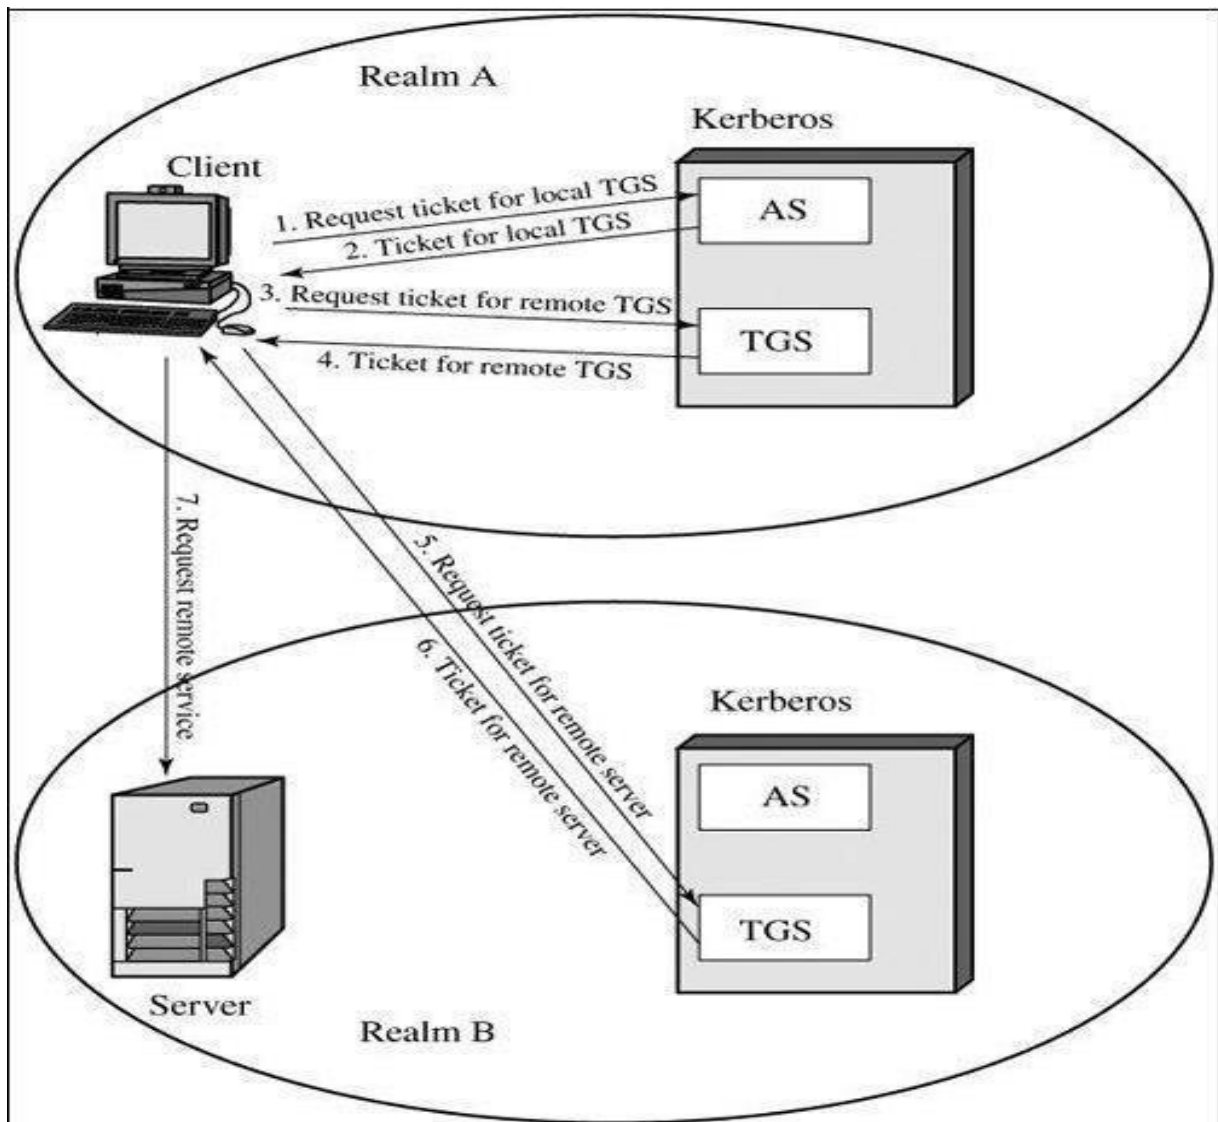 Realm A
Kerberos
Client
AS
1. Request ticket for local TGS
2. Ticket for local TGS
3. Request ticket for remote TGS
TGS
4. Ticket for remote TGS
5. Request ticket for remote server
6. Ticket for remote server
7. Request remote service
Kerberos
AS
TGS
Server
Realm B